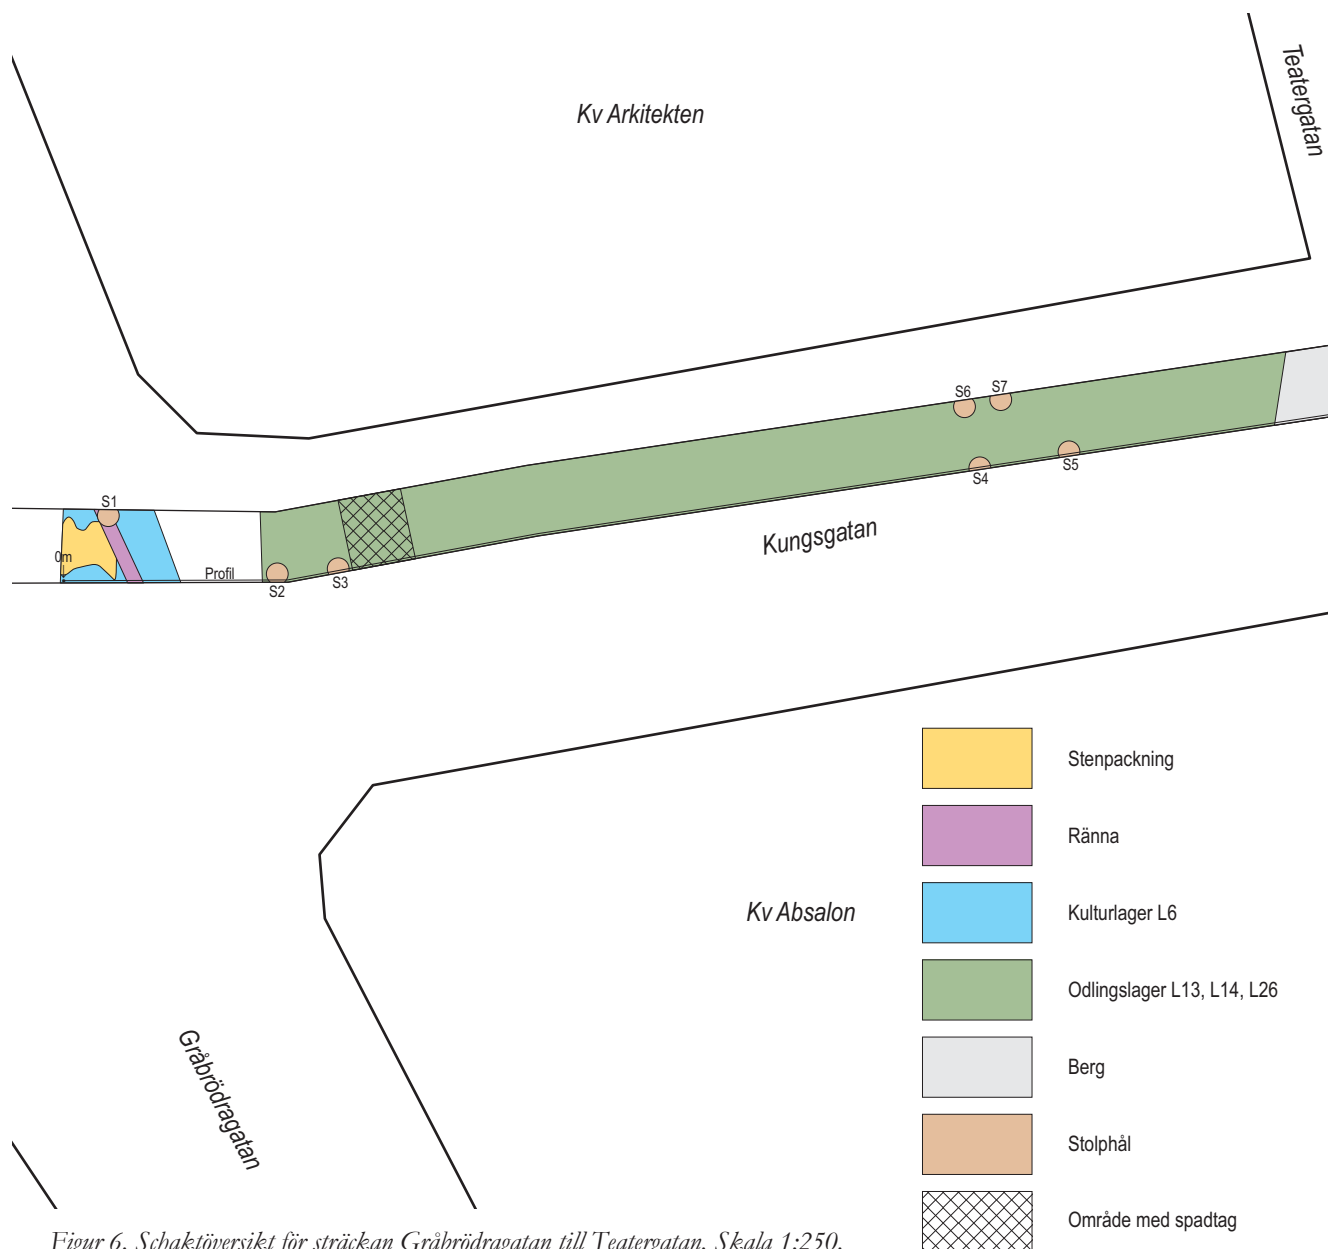 Teatergatan
Kv Arkitekten
S6
S7
S4
S5
S1
0m
Profil
S2
S3
Kungsgatan
Kv Absalon
Gråbrödragatan
Stenpackning
Ränna
Kulturlager L6
Odlingslager L13, L14, L26
Berg
Stolphål
Område med spadtag
Figur 6. Schaktöversikt för sträckan Gråbrödragatan till Teatergatan. Skala 1:250.